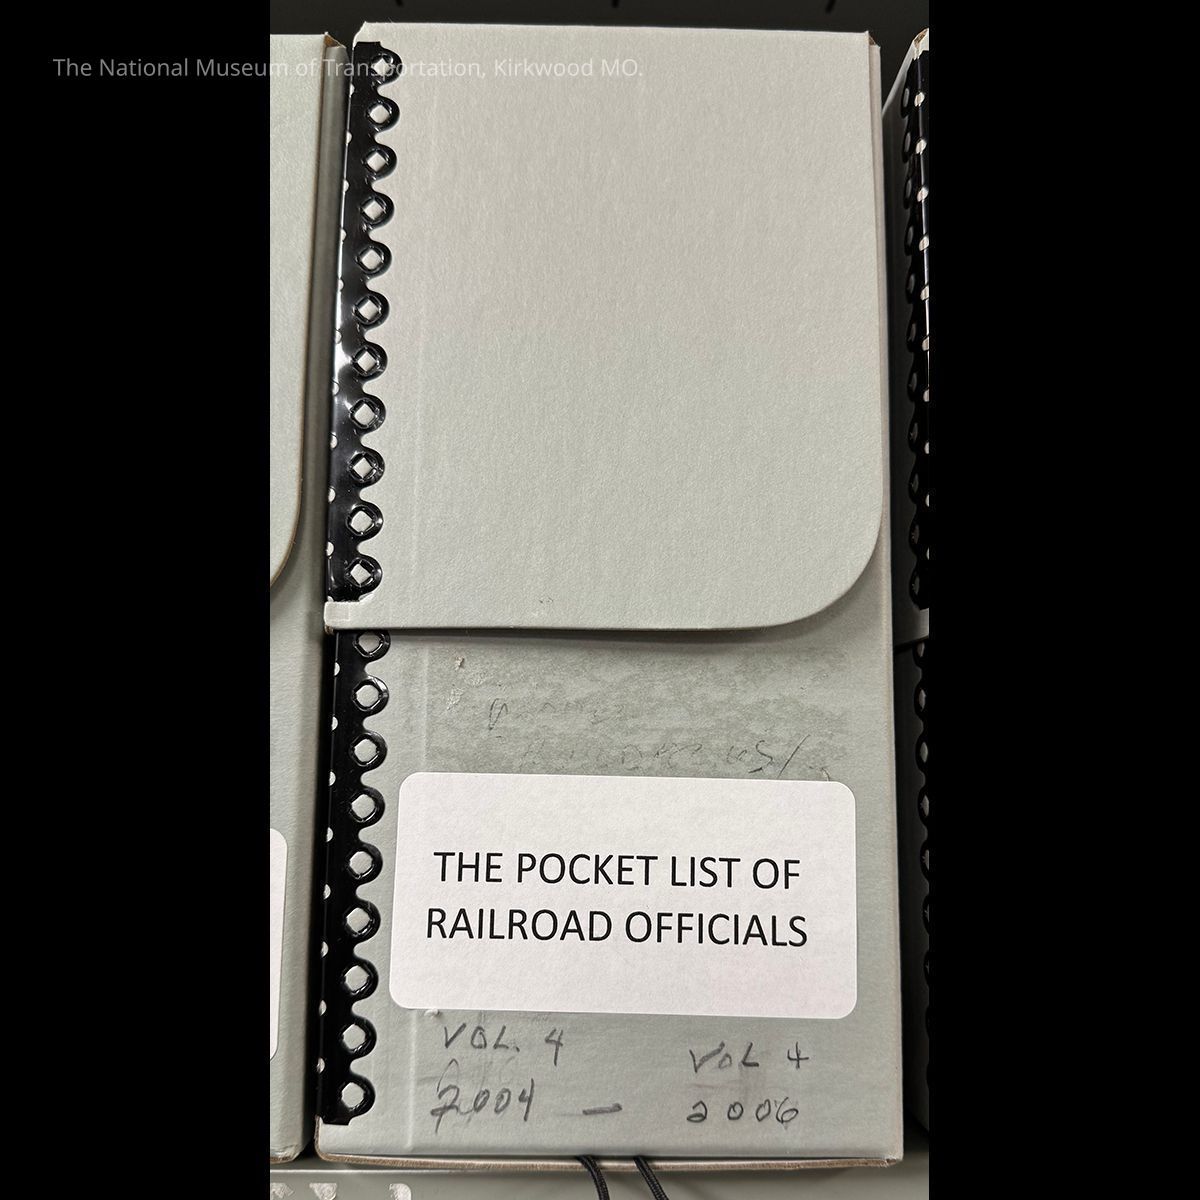 The National Museum of Transportation, Kirkwood MO.
THE POCKET LIST OF
RAILROAD OFFICIALS
VOL. 4 VOL 4
2004 — 2006